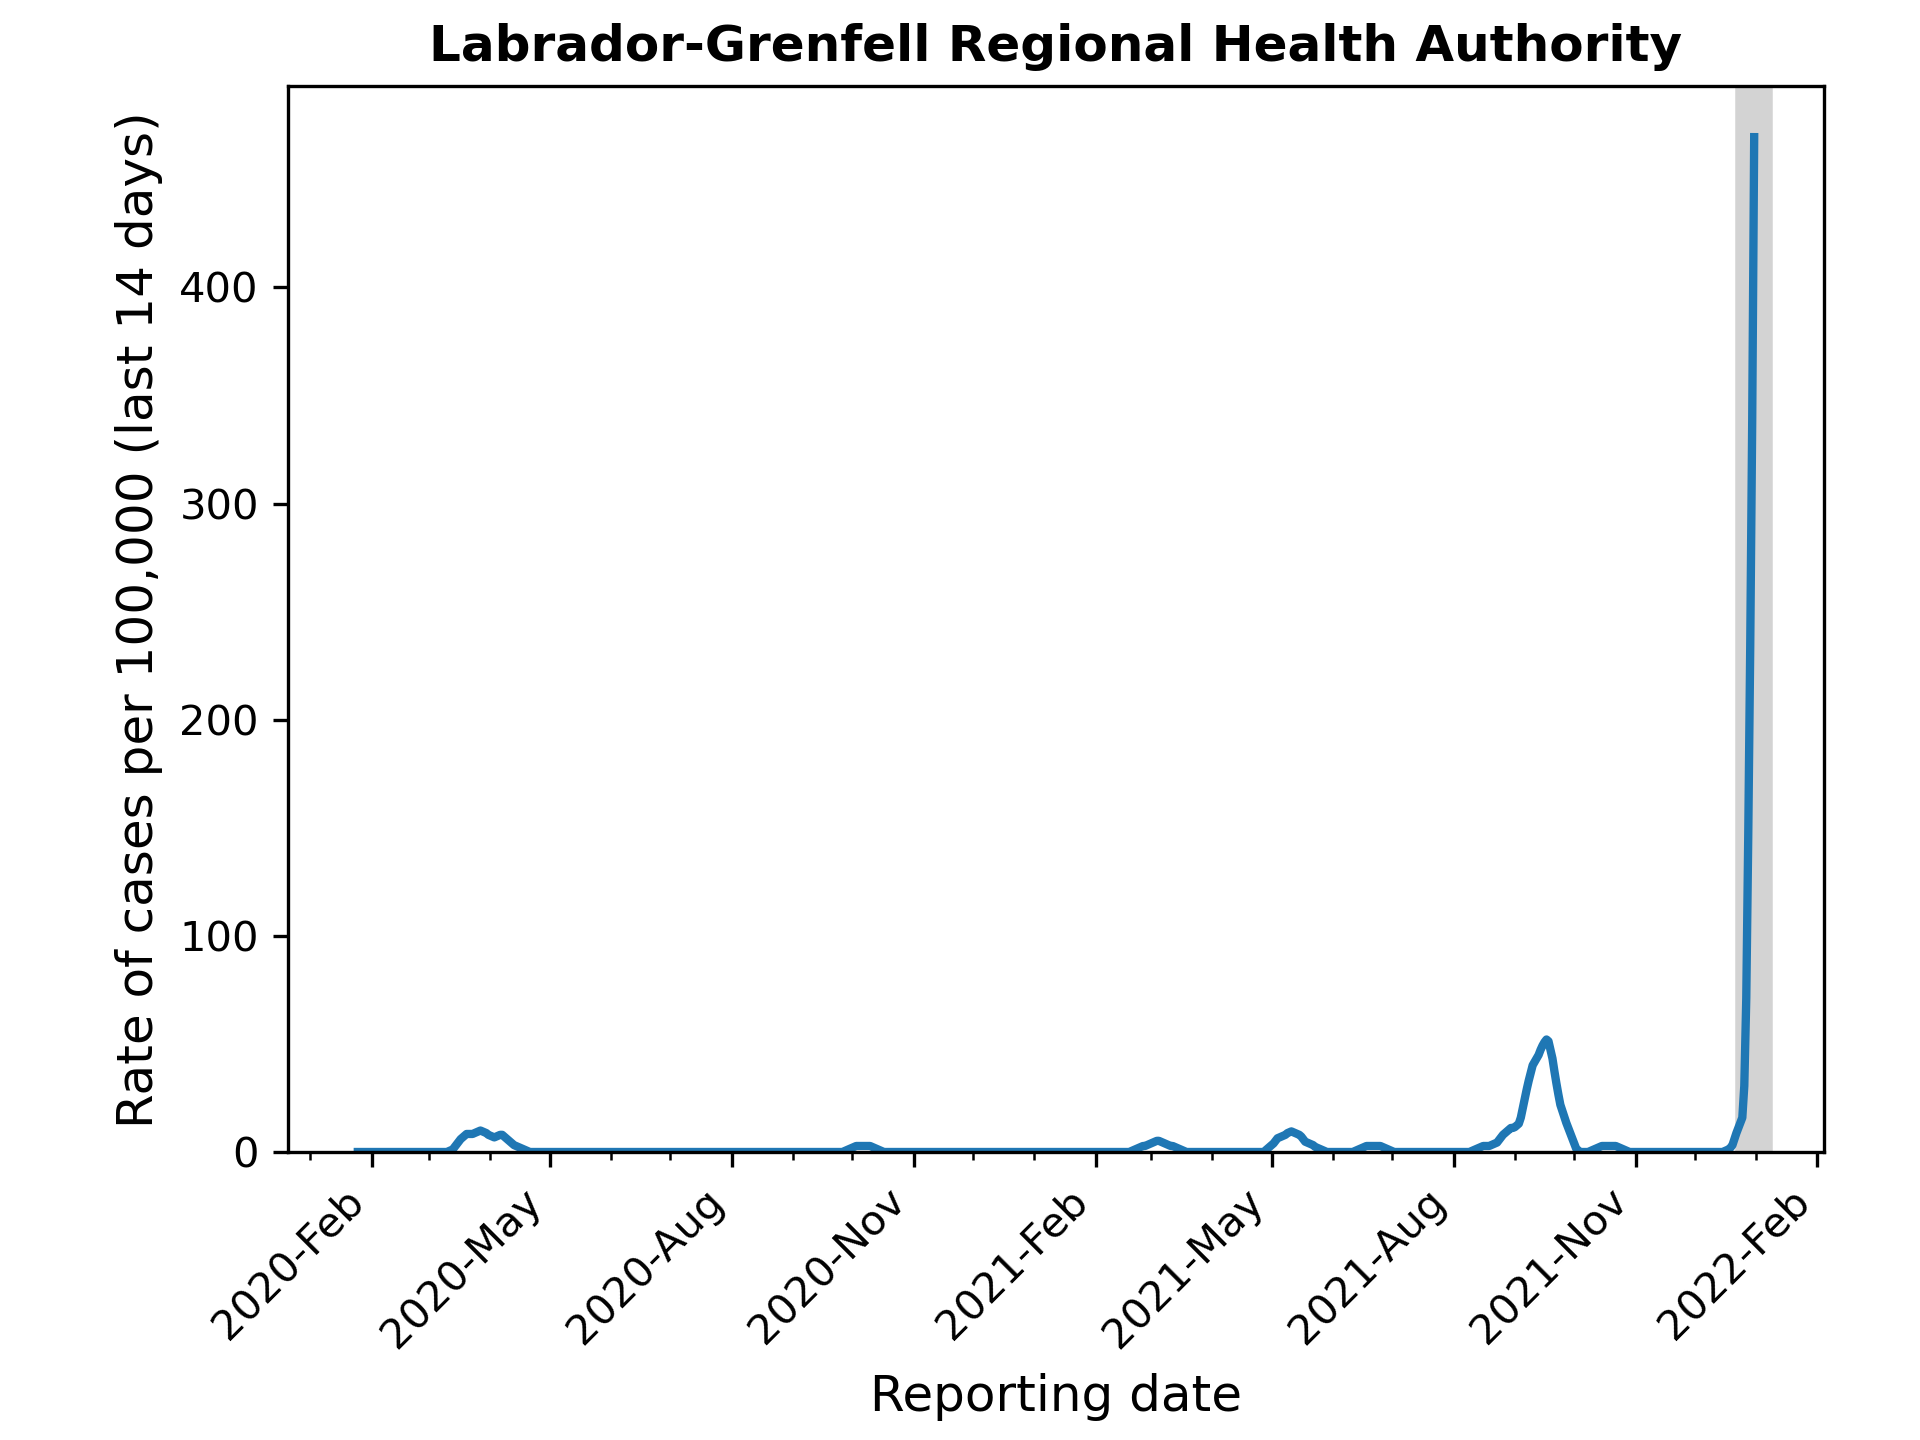 Labrador-Grenfell Regional Health Authority
Rate of cases per 100,000 (last 14 days)
400
300
200
100
0
2020-Feb
2020-May
2020-Aug
2020-Nov
2021-Feb
2021-May
2021-Aug
2021-Nov
2022-Feb
Reporting date